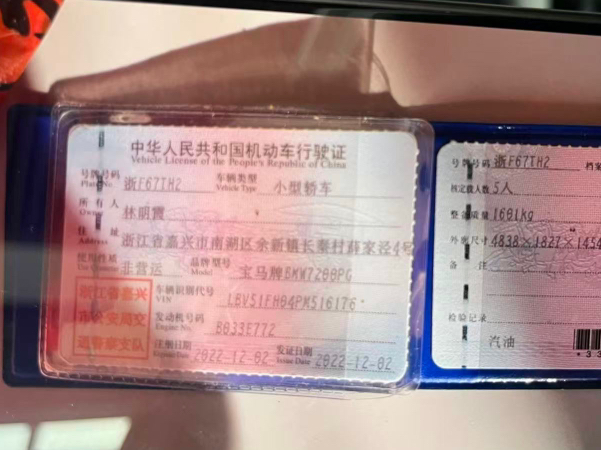 中华人民共和国机动车行驶证
Vehicle License of the People's Republic of China
号牌号码 浙F67TH2 车辆类型 小型轿车
Plate No. Vehicle Type
所有人 林明霞
Owner
住址 浙江省嘉兴市南湖区余新镇长秦村薛家泾4号
Address
使用性质 非营运 品牌型号 宝马牌BMW7200PG
Use Character Model
浙江省嘉兴
市公安局交
通警察支队
车辆识别代号 LBV51FH04PM516176
VIN
发动机号码 B033E772
Engine No.
注册日期 2022-12-02 发证日期 2022-12-02
Register Date Issue Date
号牌号码 浙F67TH2 档案
核定载人数 5人
整备质量 1601kg
外廓尺寸 4838×1827×1454
备注
检验记录
汽油